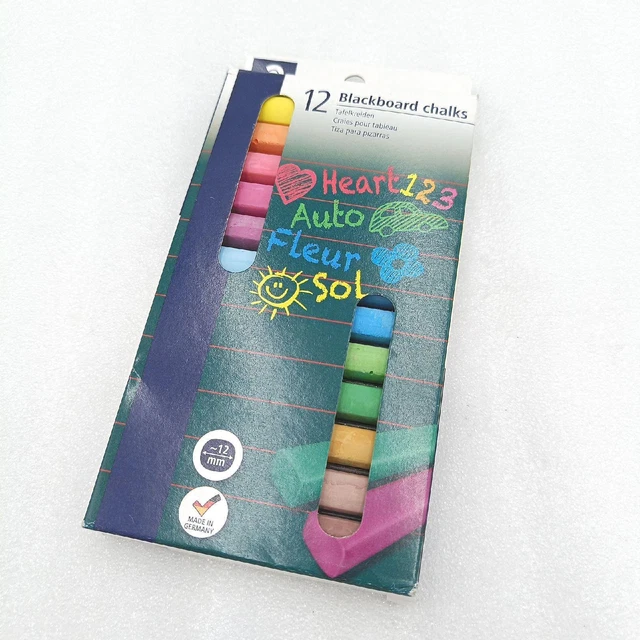 12 Blackboard chalks
Tafelkreiden
Craies pour tableau
Tiza para pizarras
Heart123
Auto
Fleur
Sol
~12
mm
MADE IN
GERMANY